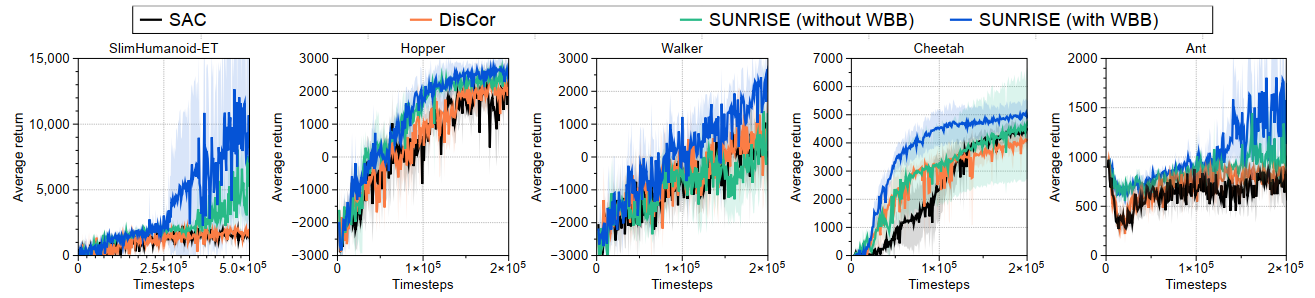 SAC DisCor SUNRISE (without WBB) SUNRISE (with WBB)
SlimHumanoid-ET
Average return
15,000
10,000
5,000
0
0 2.5×10⁵ 5.0×10⁵
Timesteps
Hopper
Average return
3000
2000
1000
0
−1000
−2000
−3000
0 1×10⁵ 2×10⁵
Timesteps
Walker
Average return
3000
2000
1000
0
−1000
−2000
−3000
0 1×10⁵ 2×10⁵
Timesteps
Cheetah
Average return
7000
6000
5000
4000
3000
2000
1000
0
0 1×10⁵ 2×10⁵
Timesteps
Ant
Average return
2000
1500
1000
500
0
0 1×10⁵ 2×10⁵
Timesteps